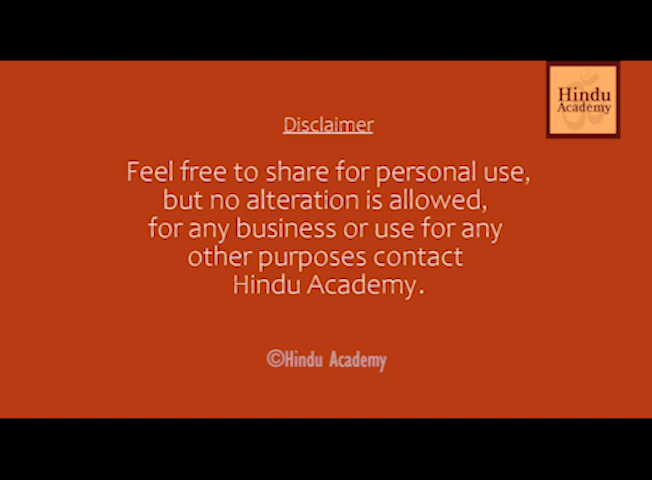 Hindu
Academy
Disclaimer
Feel free to share for personal use,
but no alteration is allowed,
for any business or use for any
other purposes contact
Hindu Academy.
©Hindu Academy